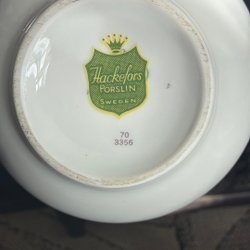 Hackefors
PORSLIN
SWEDEN
70
3356